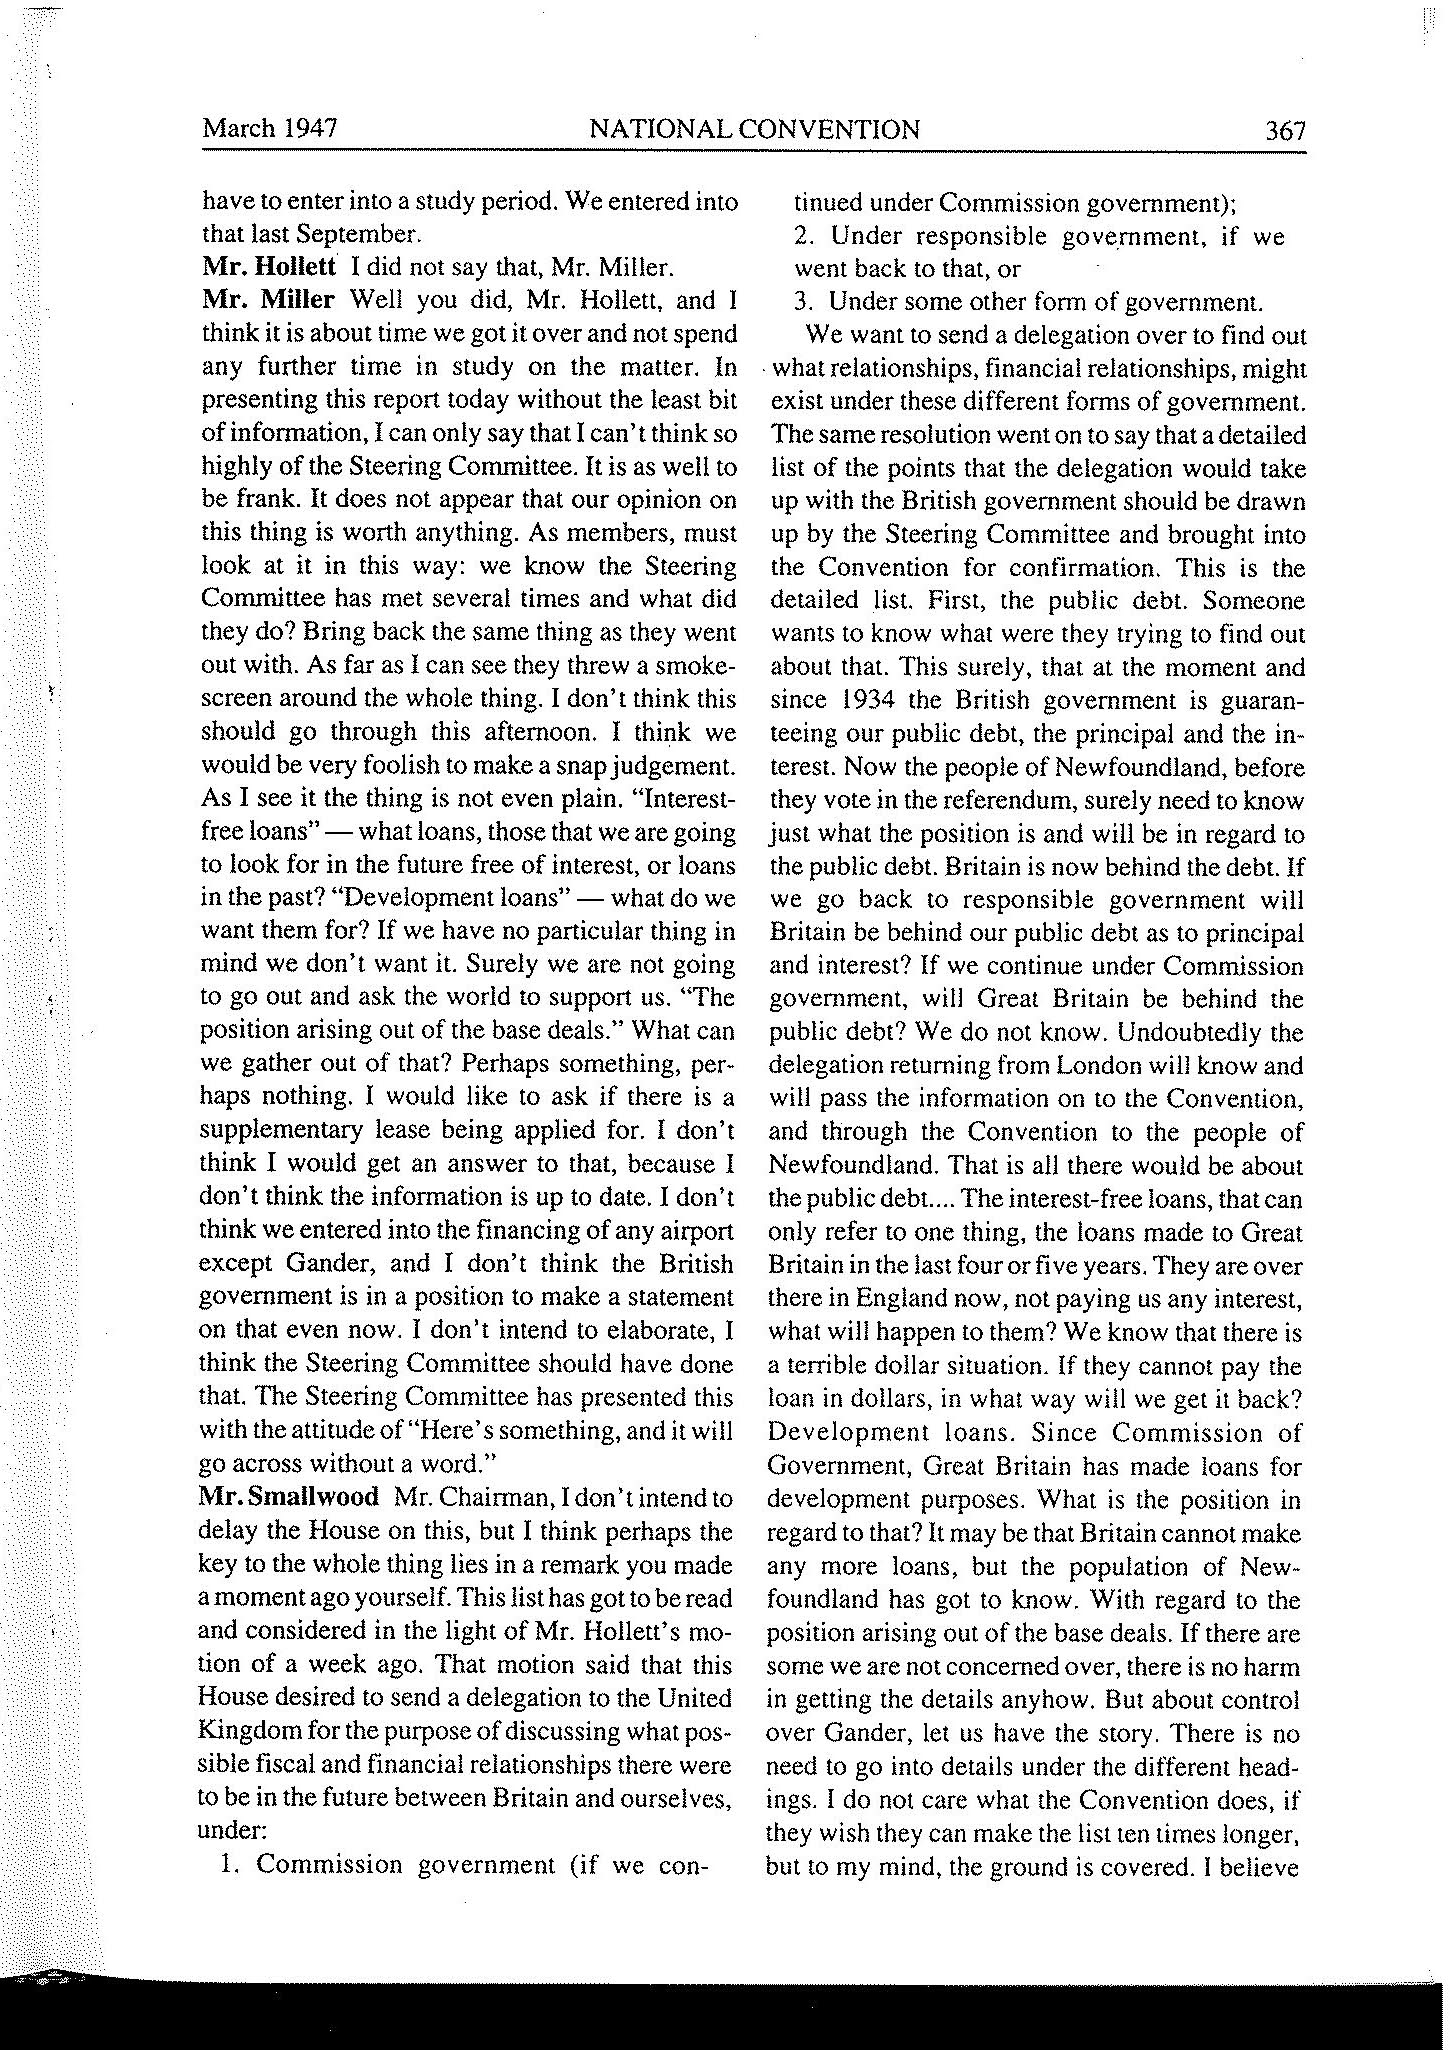 March 1947 NATIONAL CONVENTION 367
have to enter into a study period. We entered into
that last September.
Mr. Hollett I did not say that, Mr. Miller.
Mr. Miller Well you did, Mr. Hollett, and I
think it is about time we got it over and not spend
any further time in study on the matter. In
presenting this report today without the least bit
of information, I can only say that I can't think so
highly of the Steering Committee. It is as well to
be frank. It does not appear that our opinion on
this thing is worth anything. As members, must
look at it in this way: we know the Steering
Committee has met several times and what did
they do? Bring back the same thing as they went
out with. As far as I can see they threw a smoke-
screen around the whole thing. I don't think this
should go through this afternoon. I think we
would be very foolish to make a snap judgement.
As I see it the thing is not even plain. "Interest-
free loans" — what loans, those that we are going
to look for in the future free of interest, or loans
in the past? "Development loans" — what do we
want them for? If we have no particular thing in
mind we don't want it. Surely we are not going
to go out and ask the world to support us. "The
position arising out of the base deals." What can
we gather out of that? Perhaps something, per-
haps nothing. I would like to ask if there is a
supplementary lease being applied for. I don't
think I would get an answer to that, because I
don't think the information is up to date. I don't
think we entered into the financing of any airport
except Gander, and I don't think the British
government is in a position to make a statement
on that even now. I don't intend to elaborate, I
think the Steering Committee should have done
that. The Steering Committee has presented this
with the attitude of "Here's something, and it will
go across without a word."
Mr. Smallwood Mr. Chairman, I don't intend to
delay the House on this, but I think perhaps the
key to the whole thing lies in a remark you made
a moment ago yourself. This list has got to be read
and considered in the light of Mr. Hollett's mo-
tion of a week ago. That motion said that this
House desired to send a delegation to the United
Kingdom for the purpose of discussing what pos-
sible fiscal and financial relationships there were
to be in the future between Britain and ourselves,
under:
1. Commission government (if we con-
tinued under Commission government);
2. Under responsible government, if we
went back to that, or
3. Under some other form of government.
We want to send a delegation over to find out
what relationships, financial relationships, might
exist under these different forms of government.
The same resolution went on to say that a detailed
list of the points that the delegation would take
up with the British government should be drawn
up by the Steering Committee and brought into
the Convention for confirmation. This is the
detailed list. First, the public debt. Someone
wants to know what were they trying to find out
about that. This surely, that at the moment and
since 1934 the British government is guaran-
teeing our public debt, the principal and the in-
terest. Now the people of Newfoundland, before
they vote in the referendum, surely need to know
just what the position is and will be in regard to
the public debt. Britain is now behind the debt. If
we go back to responsible government will
Britain be behind our public debt as to principal
and interest? If we continue under Commission
government, will Great Britain be behind the
public debt? We do not know. Undoubtedly the
delegation returning from London will know and
will pass the information on to the Convention,
and through the Convention to the people of
Newfoundland. That is all there would be about
the public debt.... The interest-free loans, that can
only refer to one thing, the loans made to Great
Britain in the last four or five years. They are over
there in England now, not paying us any interest,
what will happen to them? We know that there is
a terrible dollar situation. If they cannot pay the
loan in dollars, in what way will we get it back?
Development loans. Since Commission of
Government, Great Britain has made loans for
development purposes. What is the position in
regard to that? It may be that Britain cannot make
any more loans, but the population of New-
foundland has got to know. With regard to the
position arising out of the base deals. If there are
some we are not concerned over, there is no harm
in getting the details anyhow. But about control
over Gander, let us have the story. There is no
need to go into details under the different head-
ings. I do not care what the Convention does, if
they wish they can make the list ten times longer,
but to my mind, the ground is covered. I believe